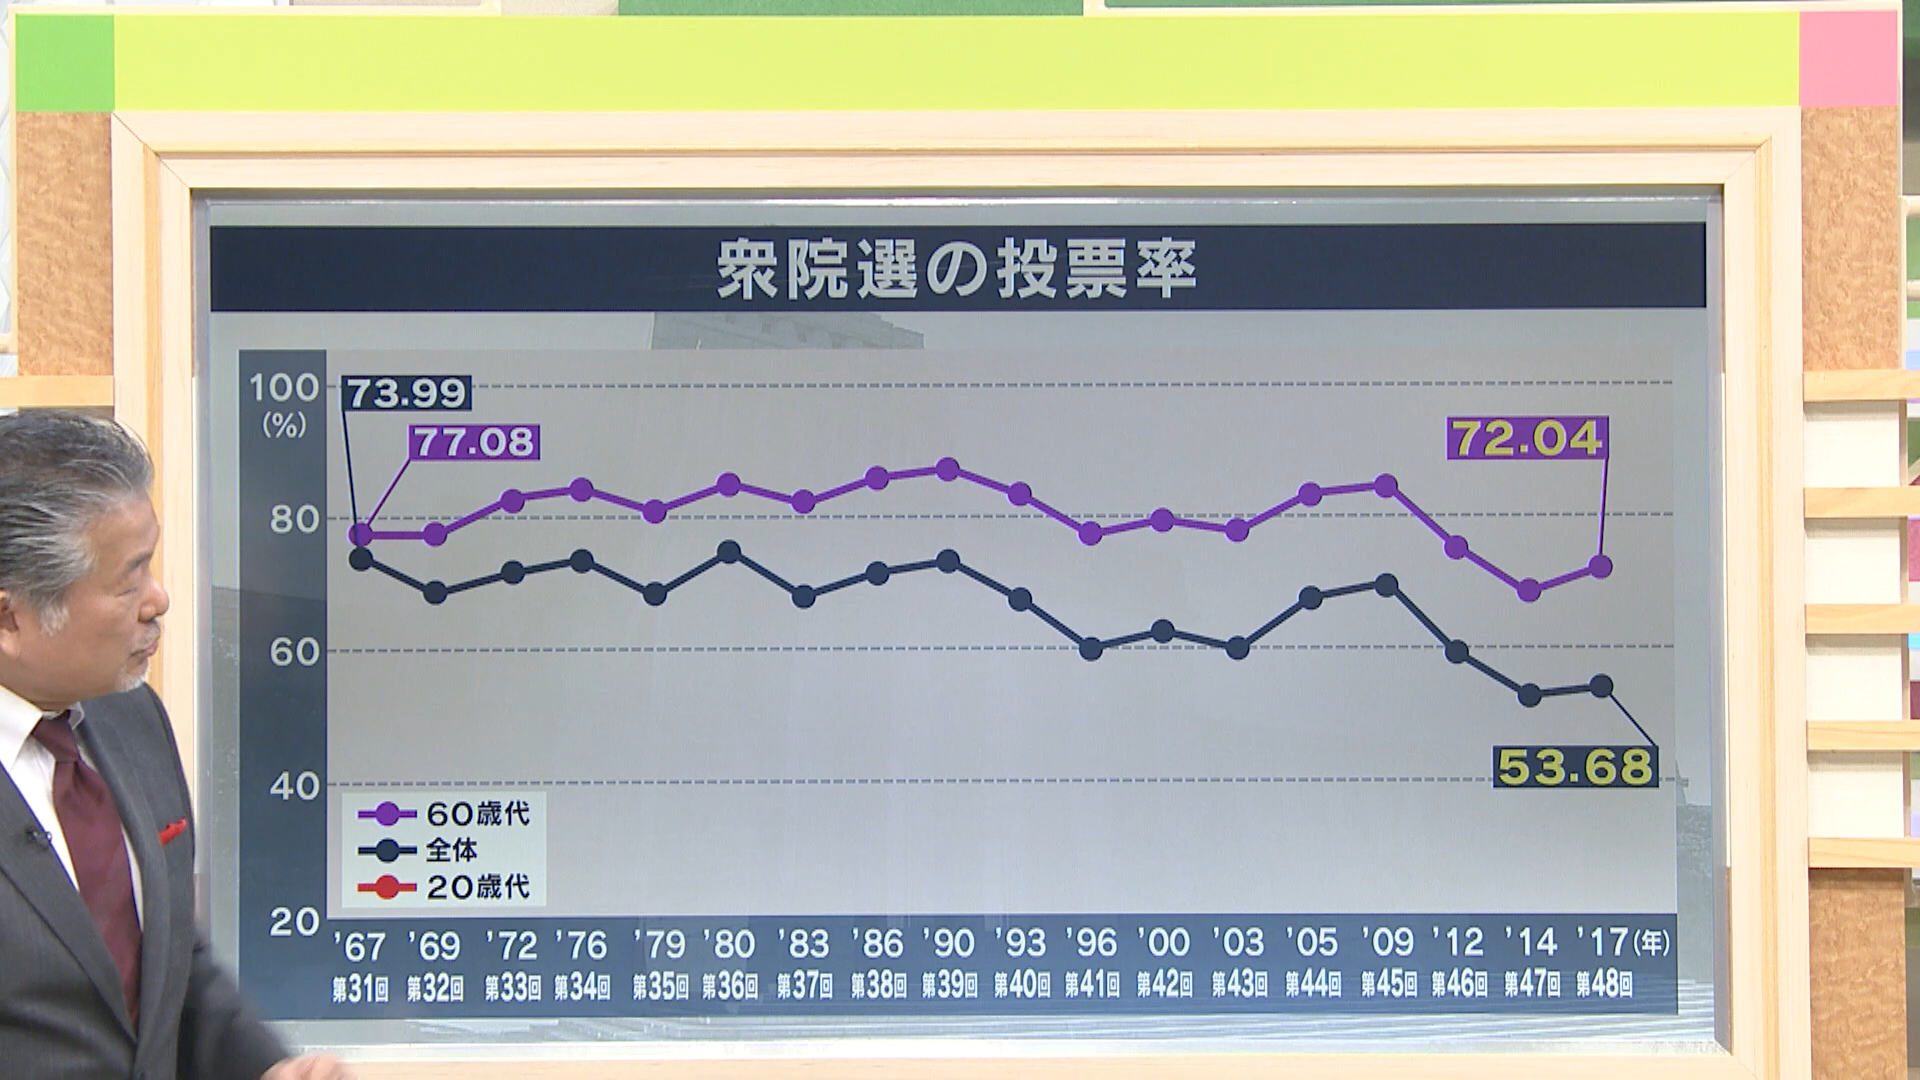 衆院選の投票率
100
(%)
80
60
40
20
73.99
77.08
72.04
53.68
60歳代
全体
20歳代
'67 '69 '72 '76 '79 '80 '83 '86 '90 '93 '96 '00 '03 '05 '09 '12 '14 '17(年)
第31回 第32回 第33回 第34回 第35回 第36回 第37回 第38回 第39回 第40回 第41回 第42回 第43回 第44回 第45回 第46回 第47回 第48回